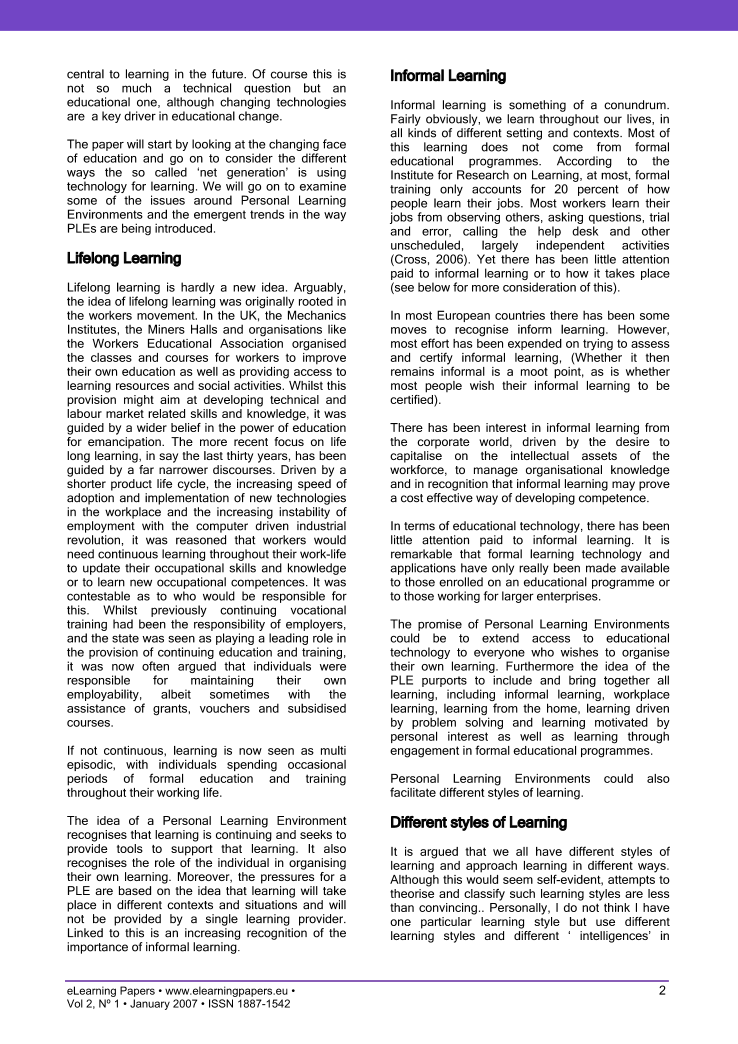 central to learning in the future. Of course this is
not so much a technical question but an
educational one, although changing technologies
are a key driver in educational change.
The paper will start by looking at the changing face
of education and go on to consider the different
ways the so called ‘net generation’ is using
technology for learning. We will go on to examine
some of the issues around Personal Learning
Environments and the emergent trends in the way
PLEs are being introduced.
Lifelong Learning
Lifelong learning is hardly a new idea. Arguably,
the idea of lifelong learning was originally rooted in
the workers movement. In the UK, the Mechanics
Institutes, the Miners Halls and organisations like
the Workers Educational Association organised
the classes and courses for workers to improve
their own education as well as providing access to
learning resources and social activities. Whilst this
provision might aim at developing technical and
labour market related skills and knowledge, it was
guided by a wider belief in the power of education
for emancipation. The more recent focus on life
long learning, in say the last thirty years, has been
guided by a far narrower discourses. Driven by a
shorter product life cycle, the increasing speed of
adoption and implementation of new technologies
in the workplace and the increasing instability of
employment with the computer driven industrial
revolution, it was reasoned that workers would
need continuous learning throughout their work-life
to update their occupational skills and knowledge
or to learn new occupational competences. It was
contestable as to who would be responsible for
this. Whilst previously continuing vocational
training had been the responsibility of employers,
and the state was seen as playing a leading role in
the provision of continuing education and training,
it was now often argued that individuals were
responsible for maintaining their own
employability, albeit sometimes with the
assistance of grants, vouchers and subsidised
courses.
If not continuous, learning is now seen as multi
episodic, with individuals spending occasional
periods of formal education and training
throughout their working life.
The idea of a Personal Learning Environment
recognises that learning is continuing and seeks to
provide tools to support that learning. It also
recognises the role of the individual in organising
their own learning. Moreover, the pressures for a
PLE are based on the idea that learning will take
place in different contexts and situations and will
not be provided by a single learning provider.
Linked to this is an increasing recognition of the
importance of informal learning.
Informal Learning
Informal learning is something of a conundrum.
Fairly obviously, we learn throughout our lives, in
all kinds of different setting and contexts. Most of
this learning does not come from formal
educational programmes. According to the
Institute for Research on Learning, at most, formal
training only accounts for 20 percent of how
people learn their jobs. Most workers learn their
jobs from observing others, asking questions, trial
and error, calling the help desk and other
unscheduled, largely independent activities
(Cross, 2006). Yet there has been little attention
paid to informal learning or to how it takes place
(see below for more consideration of this).
In most European countries there has been some
moves to recognise inform learning. However,
most effort has been expended on trying to assess
and certify informal learning, (Whether it then
remains informal is a moot point, as is whether
most people wish their informal learning to be
certified).
There has been interest in informal learning from
the corporate world, driven by the desire to
capitalise on the intellectual assets of the
workforce, to manage organisational knowledge
and in recognition that informal learning may prove
a cost effective way of developing competence.
In terms of educational technology, there has been
little attention paid to informal learning. It is
remarkable that formal learning technology and
applications have only really been made available
to those enrolled on an educational programme or
to those working for larger enterprises.
The promise of Personal Learning Environments
could be to extend access to educational
technology to everyone who wishes to organise
their own learning. Furthermore the idea of the
PLE purports to include and bring together all
learning, including informal learning, workplace
learning, learning from the home, learning driven
by problem solving and learning motivated by
personal interest as well as learning through
engagement in formal educational programmes.
Personal Learning Environments could also
facilitate different styles of learning.
Different styles of Learning
It is argued that we all have different styles of
learning and approach learning in different ways.
Although this would seem self-evident, attempts to
theorise and classify such learning styles are less
than convincing.. Personally, I do not think I have
one particular learning style but use different
learning styles and different ‘ intelligences’ in
eLearning Papers • www.elearningpapers.eu •
Vol 2, Nº 1 • January 2007 • ISSN 1887-1542
2